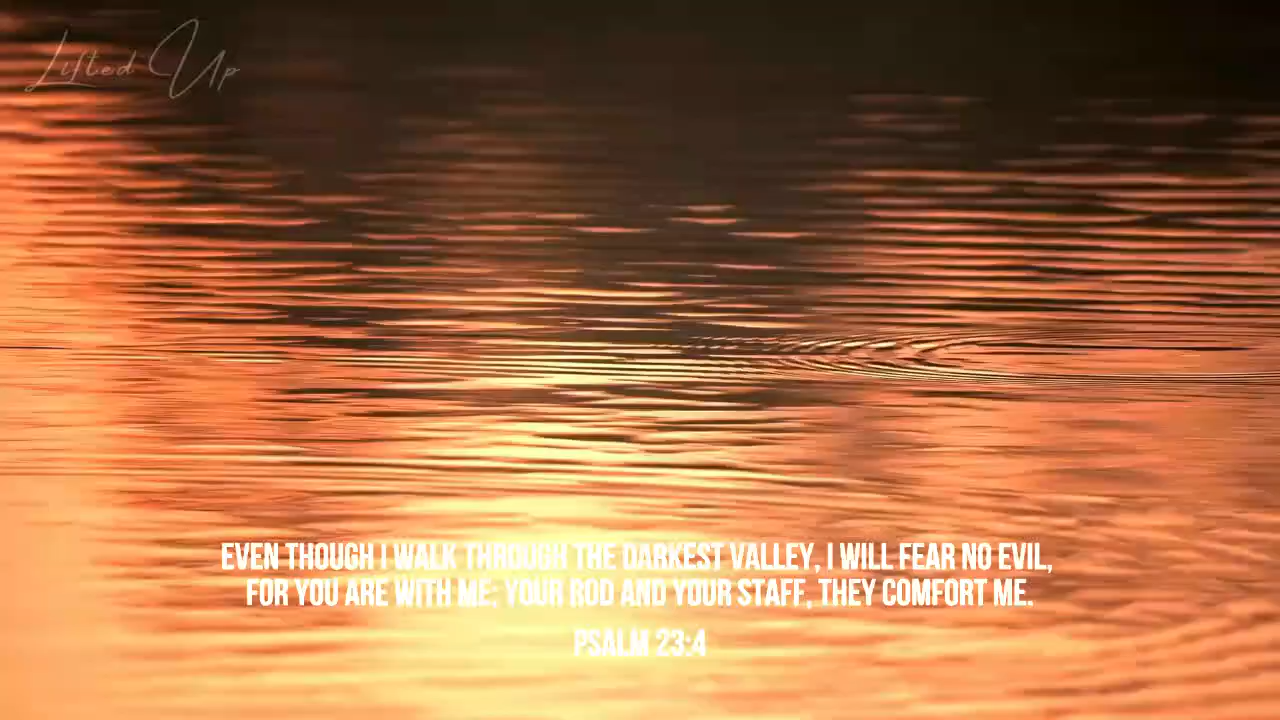 Lifted Up
EVEN THOUGH I WALK THROUGH THE DARKEST VALLEY, I WILL FEAR NO EVIL,
FOR YOU ARE WITH ME; YOUR ROD AND YOUR STAFF, THEY COMFORT ME.
PSALM 23:4